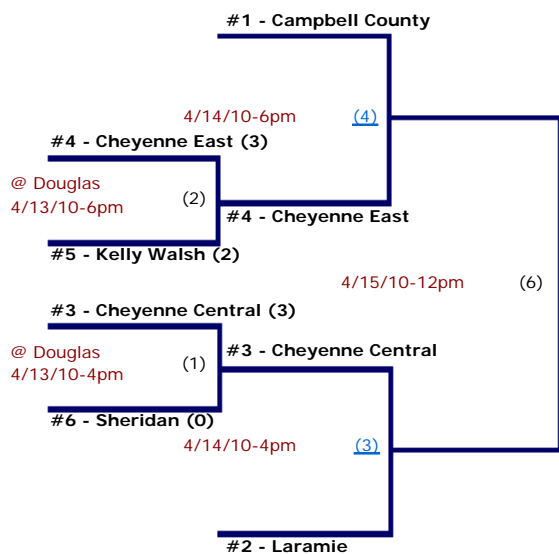 #1 - Campbell County
4/14/10-6pm (4)
#4 - Cheyenne East (3)
@ Douglas
4/13/10-6pm (2)
#4 - Cheyenne East
#5 - Kelly Walsh (2)
4/15/10-12pm (6)
#3 - Cheyenne Central (3)
@ Douglas
4/13/10-4pm (1)
#3 - Cheyenne Central
#6 - Sheridan (0)
4/14/10-4pm (3)
#2 - Laramie